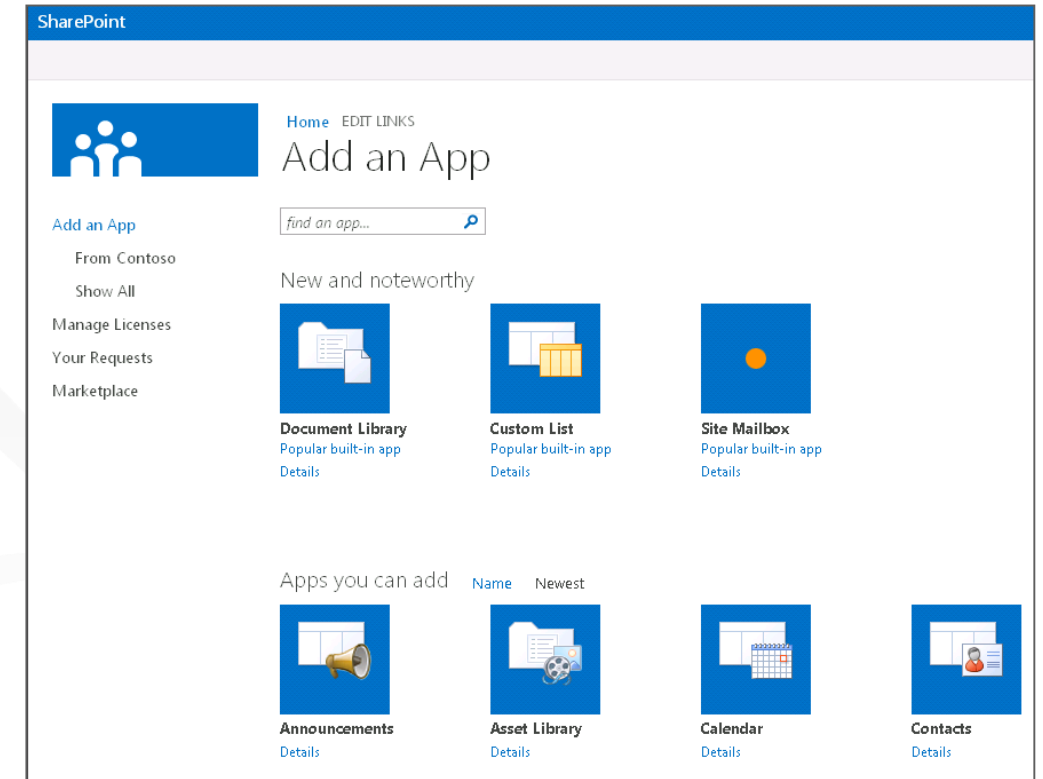 SharePoint
Home EDIT LINKS
Add an App
Add an App
From Contoso
Show All
Manage Licenses
Your Requests
Marketplace
find an app...
New and noteworthy
Document Library Custom List Site Mailbox
Popular built-in app Popular built-in app Popular built-in app
Details Details Details
Apps you can add Name Newest
Announcements Asset Library Calendar Contacts
Details Details Details Details